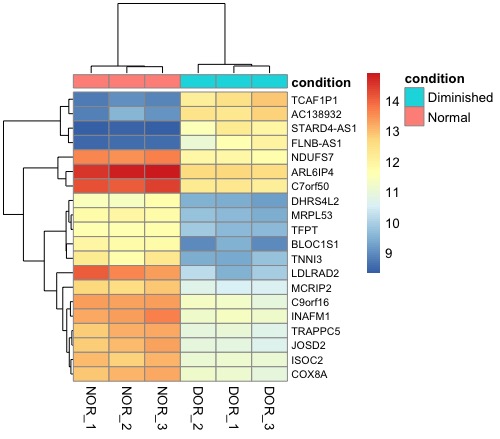 condition
TCAF1P1
AC138932
STARD4-AS1
FLNB-AS1
NDUFS7
ARL6IP4
C7orf50
DHRS4L2
MRPL53
TFPT
BLOC1S1
TNNI3
LDLRAD2
MCRIP2
C9orf16
INAFM1
TRAPPC5
JOSD2
ISOC2
COX8A
NOR_1
NOR_2
NOR_3
DOR_2
DOR_1
DOR_3
14
13
12
11
10
9
condition
Diminished
Normal